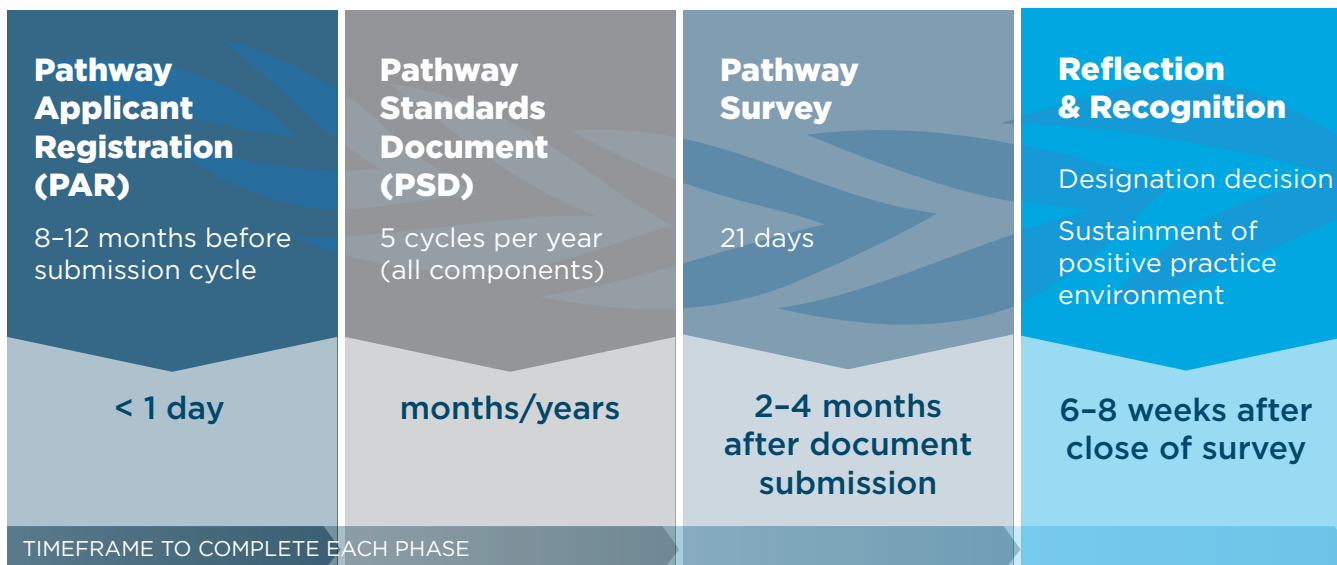 Pathway
Applicant
Registration
(PAR)
8–12 months before
submission cycle
< 1 day
Pathway
Standards
Document
(PSD)
5 cycles per year
(all components)
months/years
Pathway
Survey
21 days
2–4 months
after document
submission
Reflection
& Recognition
Designation decision
Sustainment of
positive practice
environment
6–8 weeks after
close of survey
TIMEFRAME TO COMPLETE EACH PHASE